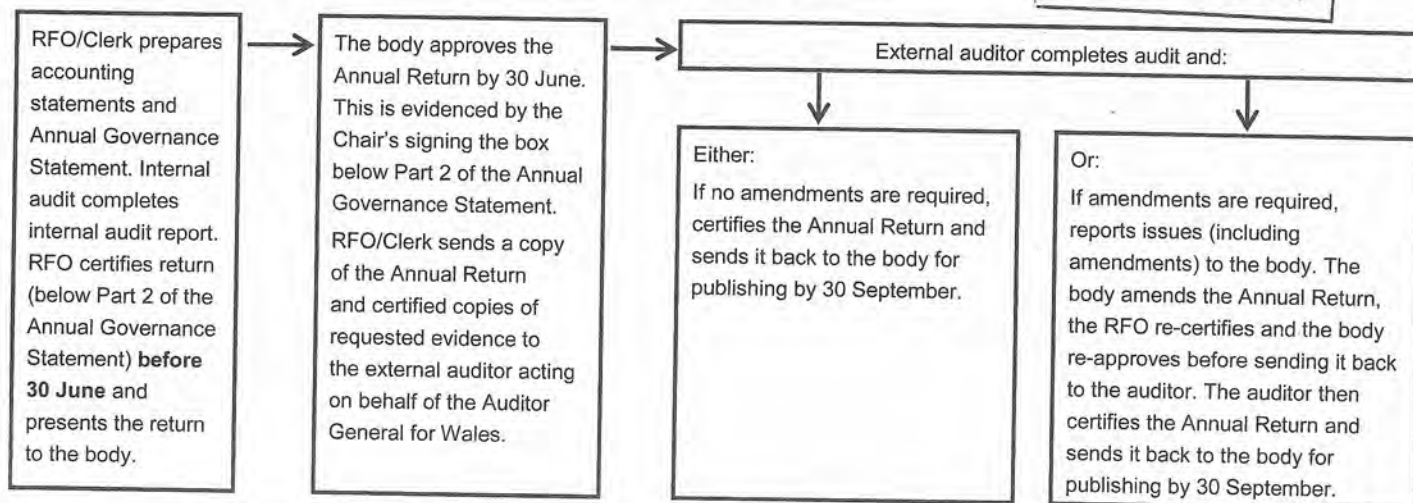 RFO/Clerk prepares
accounting
statements and
Annual Governance
Statement. Internal
audit completes
internal audit report.
RFO certifies return
(below Part 2 of the
Annual Governance
Statement) before
30 June and
presents the return
to the body.
The body approves the
Annual Return by 30 June.
This is evidenced by the
Chair's signing the box
below Part 2 of the Annual
Governance Statement.
RFO/Clerk sends a copy
of the Annual Return
and certified copies of
requested evidence to
the external auditor acting
on behalf of the Auditor
General for Wales.
External auditor completes audit and:
Either:
If no amendments are required,
certifies the Annual Return and
sends it back to the body for
publishing by 30 September.
Or:
If amendments are required,
reports issues (including
amendments) to the body. The
body amends the Annual Return,
the RFO re-certifies and the body
re-approves before sending it back
to the auditor. The auditor then
certifies the Annual Return and
sends it back to the body for
publishing by 30 September.